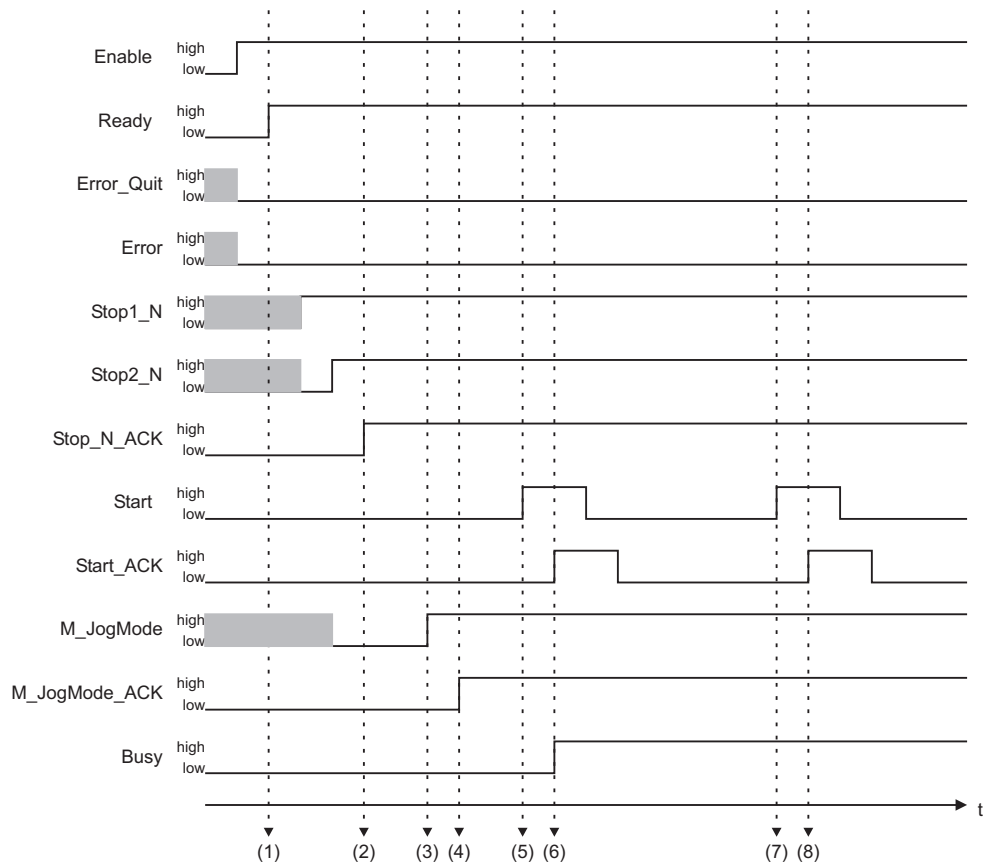 Enable high
low
Ready high
low
Error_Quit high
low
Error high
low
Stop1_N high
low
Stop2_N high
low
Stop_N_ACK high
low
Start high
low
Start_ACK high
low
M_JogMode high
low
M_JogMode_ACK high
low
Busy high
low
t
(1) (2) (3) (4) (5) (6) (7) (8)